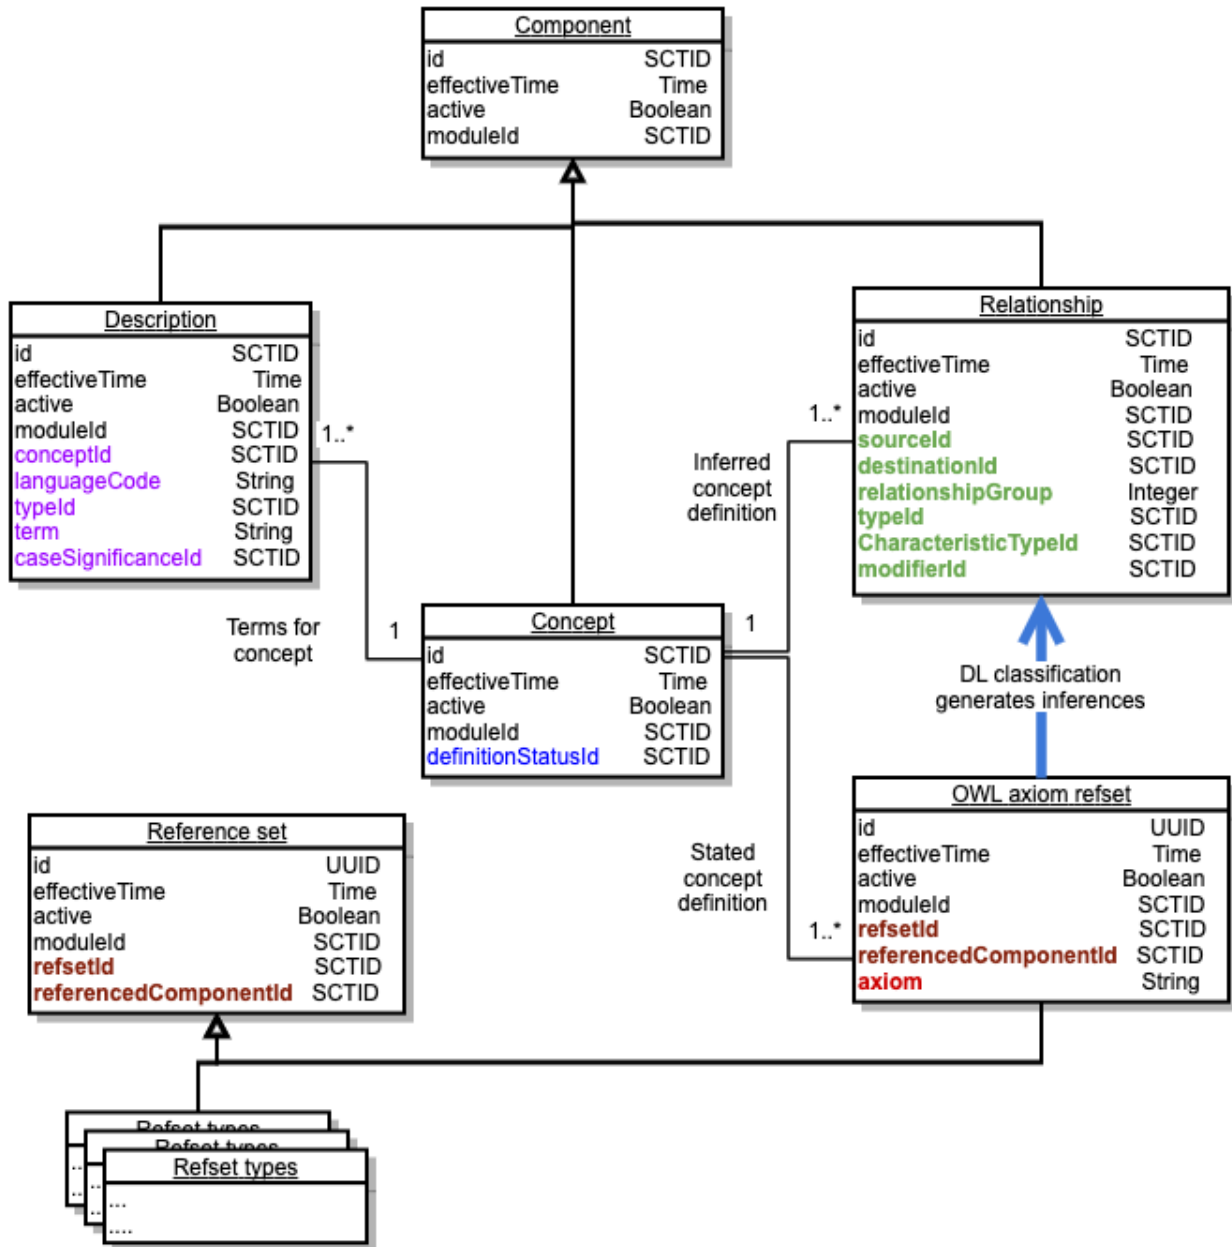 Component
id SCTID
effectiveTime Time
active Boolean
moduleId SCTID
Description
id SCTID
effectiveTime Time
active Boolean
moduleId SCTID
conceptId SCTID
languageCode String
typeId SCTID
term String
caseSignificanceId SCTID
1..*
Relationship
id SCTID
effectiveTime Time
active Boolean
moduleId SCTID
sourceId SCTID
destinationId SCTID
relationshipGroup Integer
typeId SCTID
CharacteristicTypeId SCTID
modifierId SCTID
1..*
Inferred
concept
definition
Terms for
concept
1
1
Concept
id SCTID
effectiveTime Time
active Boolean
moduleId SCTID
definitionStatusId SCTID
DL classification
generates inferences
Reference set
id UUID
effectiveTime Time
active Boolean
moduleId SCTID
refsetId SCTID
referencedComponentId SCTID
Stated
concept
definition
1..*
OWL axiom refset
id UUID
effectiveTime Time
active Boolean
moduleId SCTID
refsetId SCTID
referencedComponentId SCTID
axiom String
Refset types
Refset types
Refset types
...
....